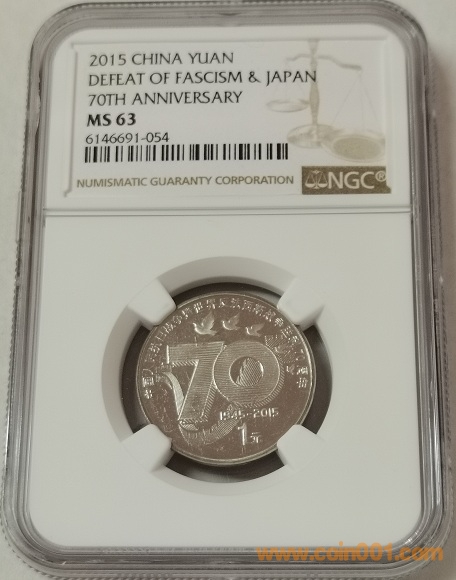 2015 CHINA YUAN
DEFEAT OF FASCISM & JAPAN
70TH ANNIVERSARY
MS 63
6146691-054
NUMISMATIC GUARANTY CORPORATION
NGC®
70
1945-2015
1元
www.coin001.com